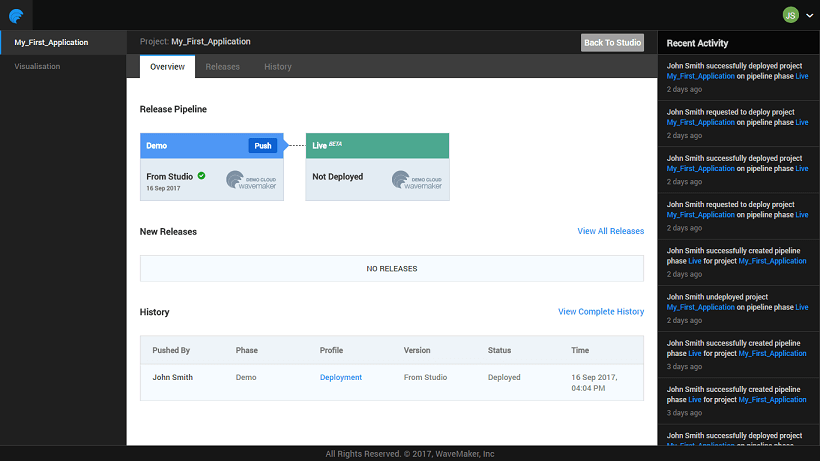 JS
My_First_Application
Visualisation
Project: My_First_Application
Back To Studio
Overview
Releases
History
Release Pipeline
Demo
Push
From Studio
16 Sep 2017
DEMO CLOUD
wavemaker
Live BETA
Not Deployed
DEMO CLOUD
wavemaker
New Releases
View All Releases
NO RELEASES
History
View Complete History
Pushed By Phase Profile Version Status Time
John Smith Demo Deployment From Studio Deployed 16 Sep 2017,
04:04 PM
Recent Activity
John Smith successfully deployed project
My_First_Application on pipeline phase Live
2 days ago
John Smith requested to deploy project
My_First_Application on pipeline phase Live
2 days ago
John Smith successfully deployed project
My_First_Application on pipeline phase Live
2 days ago
John Smith requested to deploy project
My_First_Application on pipeline phase Live
2 days ago
John Smith successfully created pipeline
phase Live for project My_First_Application
2 days ago
John Smith undeployed project
My_First_Application on pipeline phase Live
2 days ago
John Smith successfully created pipeline
phase Live for project My_First_Application
3 days ago
John Smith successfully created pipeline
phase Live for project My_First_Application
3 days ago
John Smith successfully deployed project
My_First_Application on pipeline phase Live
All Rights Reserved. © 2017, WaveMaker, Inc